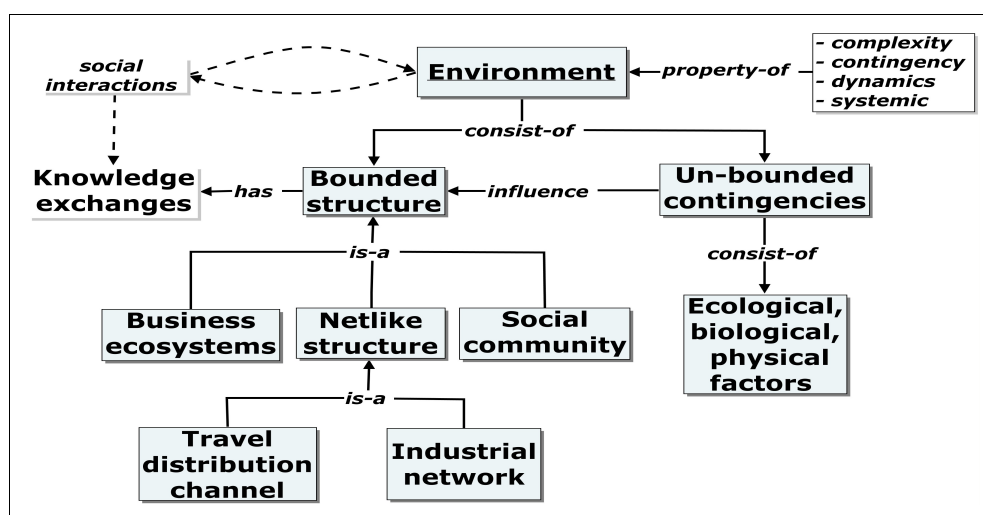 social
interactions
Environment
property-of
- complexity
- contingency
- dynamics
- systemic
consist-of
Knowledge
exchanges
has
Bounded
structure
influence
Un-bounded
contingencies
is-a
consist-of
Business
ecosystems
Netlike
structure
Social
community
Ecological,
biological,
physical
factors
is-a
Travel
distribution
channel
Industrial
network